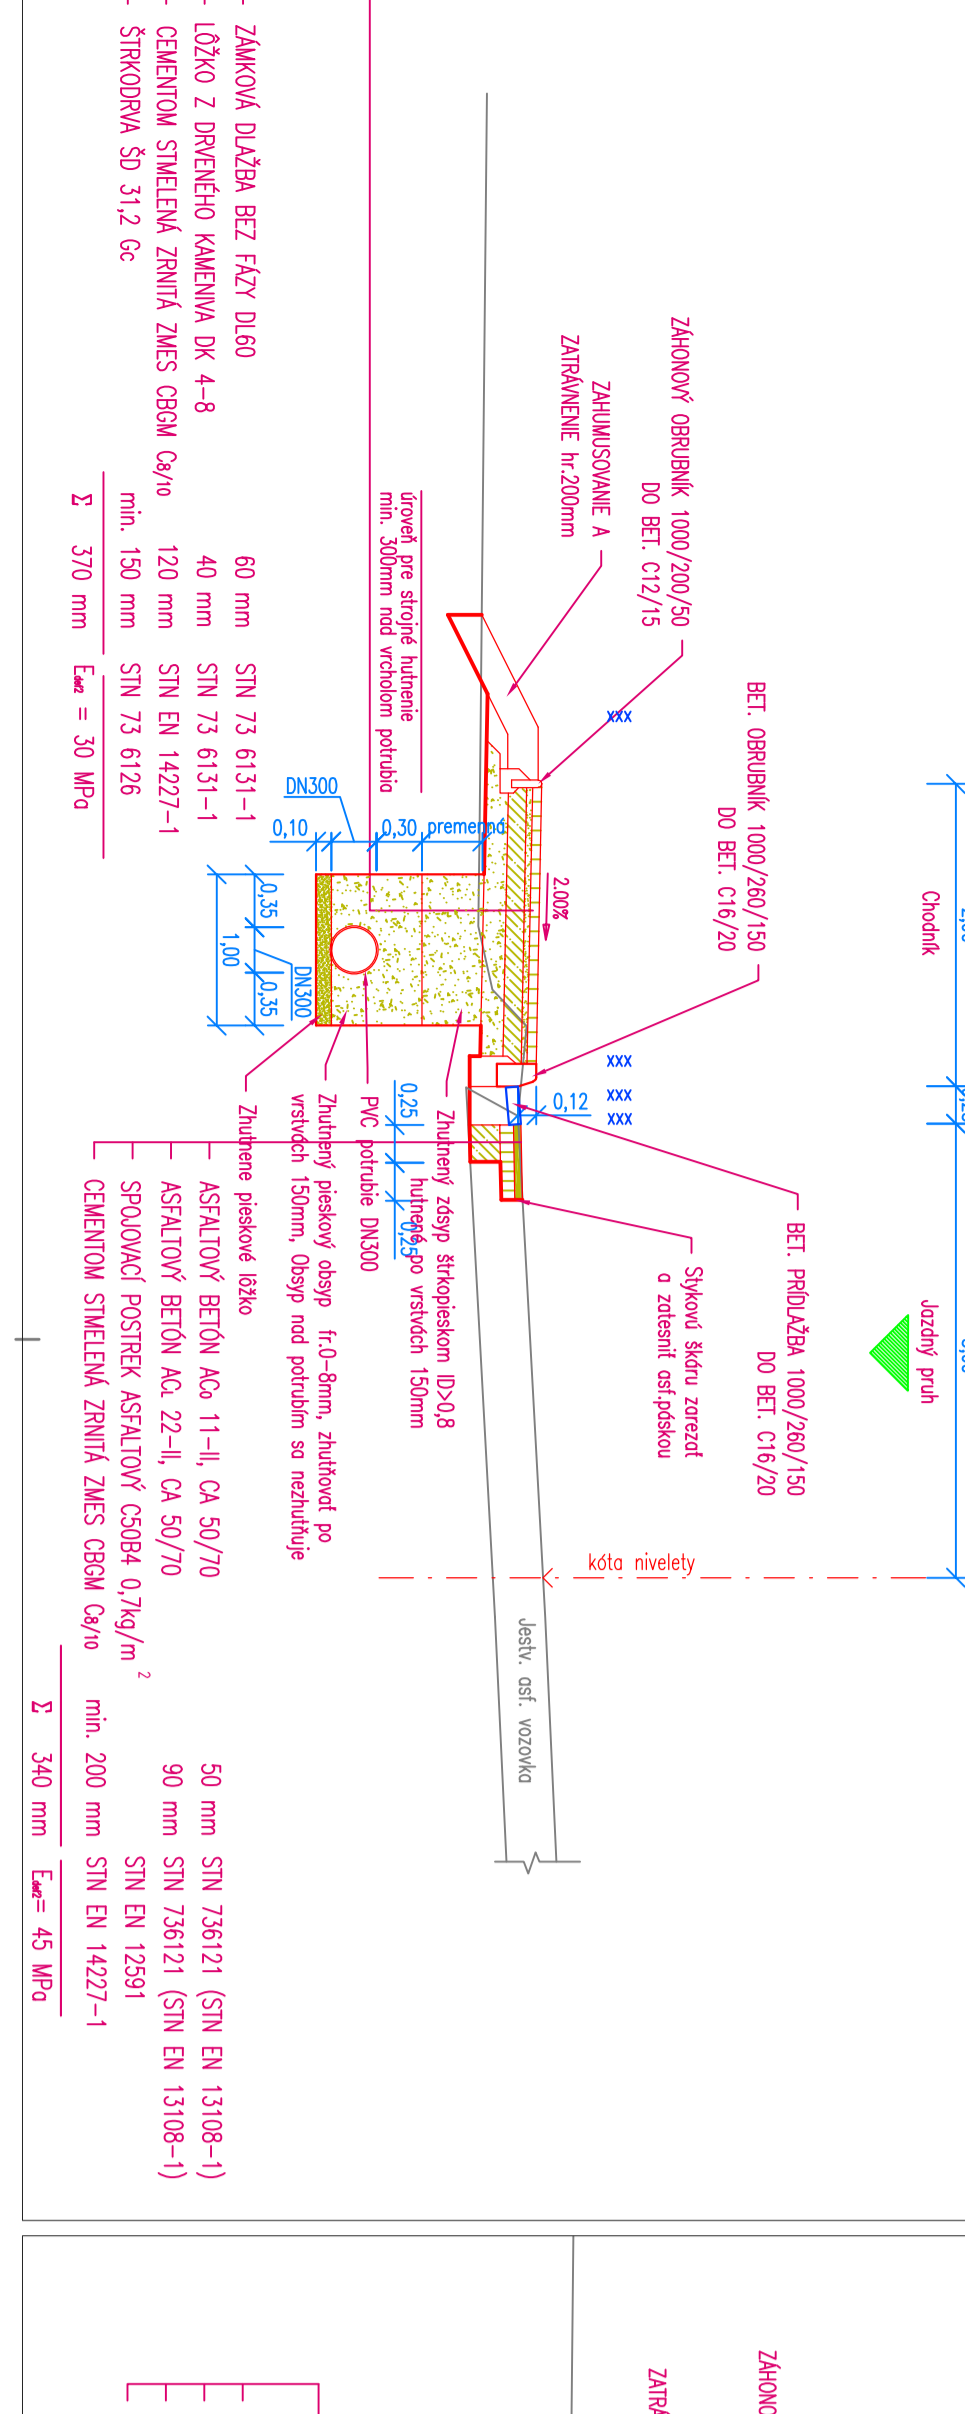 Chodník
Jazdný pruh
BET. OBRUBNÍK 1000/260/150
DO BET. C16/20
BET. PRÍDLAŽBA 1000/260/150
DO BET. C16/20
ZÁHONOVÝ OBRUBNÍK 1000/200/50
DO BET. C12/15
ZAHUMUSOVANIE A
ZATRÁVNENIE hr.200mm
Stykovú škáru zarezať
a zatesniť asf.páskou
kóta nivelety
xxx
xxx
xxx
xxx
0,12
2.00%
Jestv. asf. vozovka
premenná
0,30
DN300
0,10
0,25
0,25
úroveň pre strojné hutnenie
min. 300mm nad vrcholom potrubia
Zhutnený zásyp štrkopieskom ID>0,8
hutnené po vrstvách 150mm
PVC potrubie DN300
Zhutnený pieskový obsyp fr.0-8mm, zhutňovať po
vrstvách 150mm, Obsyp nad potrubím sa nezhutňuje
Zhutnene pieskové lôžko
0,35
DN300
0,35
1,00
- ZÁMKOVÁ DLAŽBA BEZ FÁZY DL60 60 mm STN 73 6131-1
- LÔŽKO Z DRVENÉHO KAMENIVA DK 4-8 40 mm STN 73 6131-1
- CEMENTOM STMELENÁ ZRNITÁ ZMES CBGM C8/10 120 mm STN EN 14227-1
- ŠTRKODRVA ŠD 31,2 Gc min. 150 mm STN 73 6126
Σ 370 mm Edef2 = 30 MPa
ASFALTOVÝ BETÓN ACo 11-II, CA 50/70 50 mm STN 736121 (STN EN 13108-1)
ASFALTOVÝ BETÓN ACL 22-II, CA 50/70 90 mm STN 736121 (STN EN 13108-1)
SPOJOVACÍ POSTREK ASFALTOVÝ C50B4 0,7kg/m 2 STN EN 12591
CEMENTOM STMELENÁ ZRNITÁ ZMES CBGM C8/10 min. 200 mm STN EN 14227-1
Σ 340 mm Edef2= 45 MPa
ZÁHONO
ZATRÁ